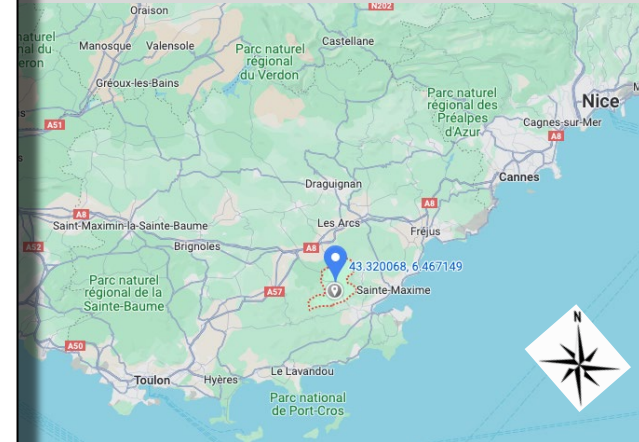 Oraison
N202
naturel
nal du
eron
Manosque
Valensole
Castellane
Parc naturel
régional
du Verdon
Gréoux-les-Bains
Parc naturel
régional des
Préalpes
d'Azur
Nice
Cagnes-sur-Mer
A51
A8
Cannes
Draguignan
A8
A8
Saint-Maximin-la-Sainte-Baume
Les Arcs
Fréjus
A52
Brignoles
A8
43.320068, 6.467149
Parc naturel
régional de la
Sainte-Baume
A57
Sainte-Maxime
N
A50
Toulon
Hyères
Le Lavandou
Parc national
de Port-Cros